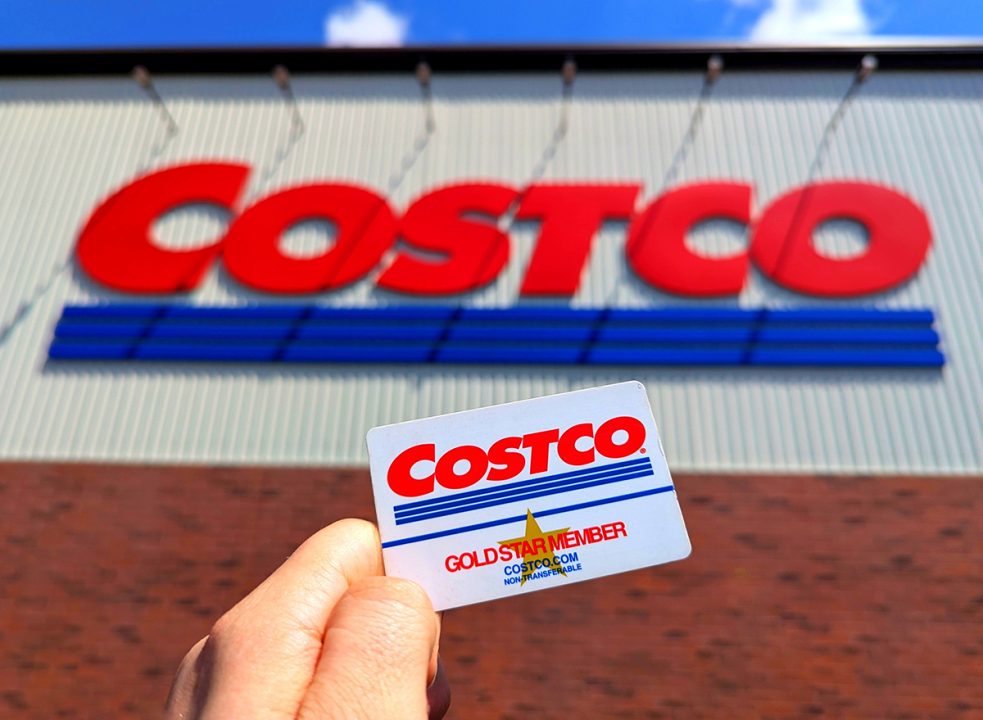 COSTCO
COSTCO®
GOLD STAR MEMBER
COSTCO.COM
NON-TRANSFERABLE